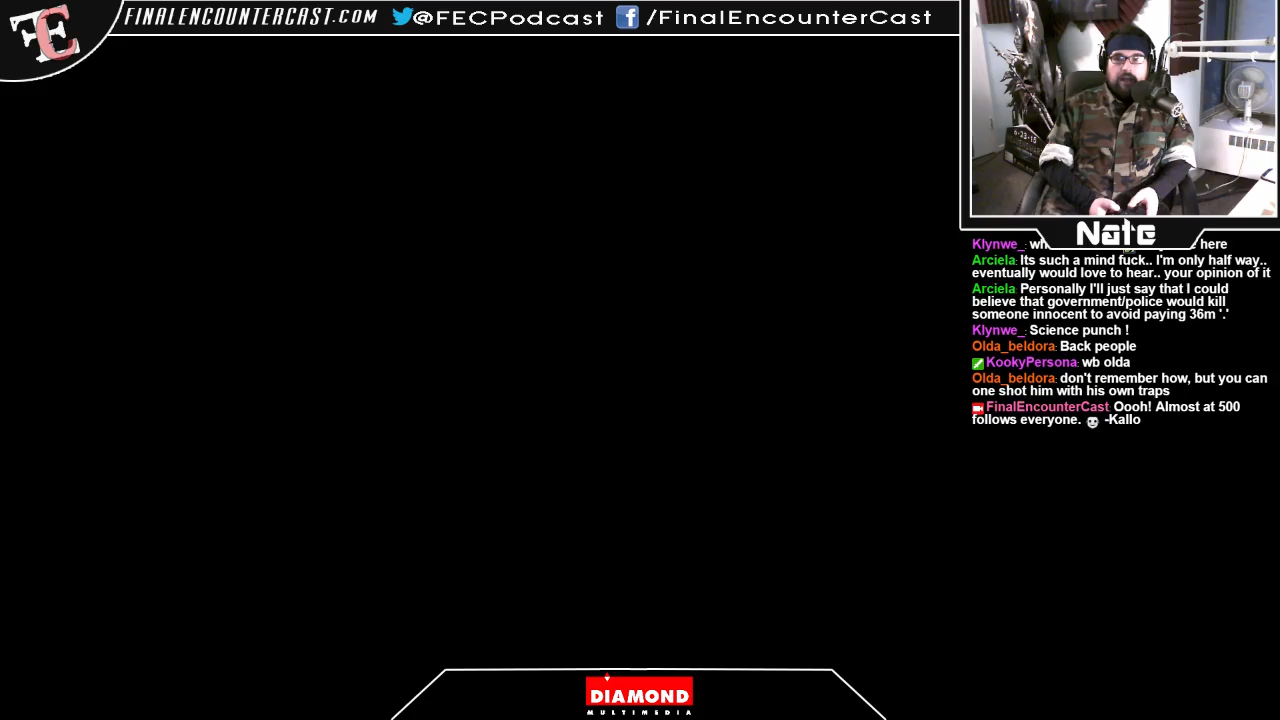 FINALENCOUNTERCAST.COM @FECPodcast /FinalEncounterCast
FEC
Nate
Klynwe_: wh here
Arciela: Its such a mind fuck.. I'm only half way..
eventually would love to hear.. your opinion of it
Arciela: Personally I'll just say that I could
believe that government/police would kill
someone innocent to avoid paying 36m '.'
Klynwe_: Science punch !
Olda_beldora: Back people
KookyPersona: wb olda
Olda_beldora: don't remember how, but you can
one shot him with his own traps
FinalEncounterCast: Oooh! Almost at 500
follows everyone. -Kallo
DIAMOND
MULTIMEDIA